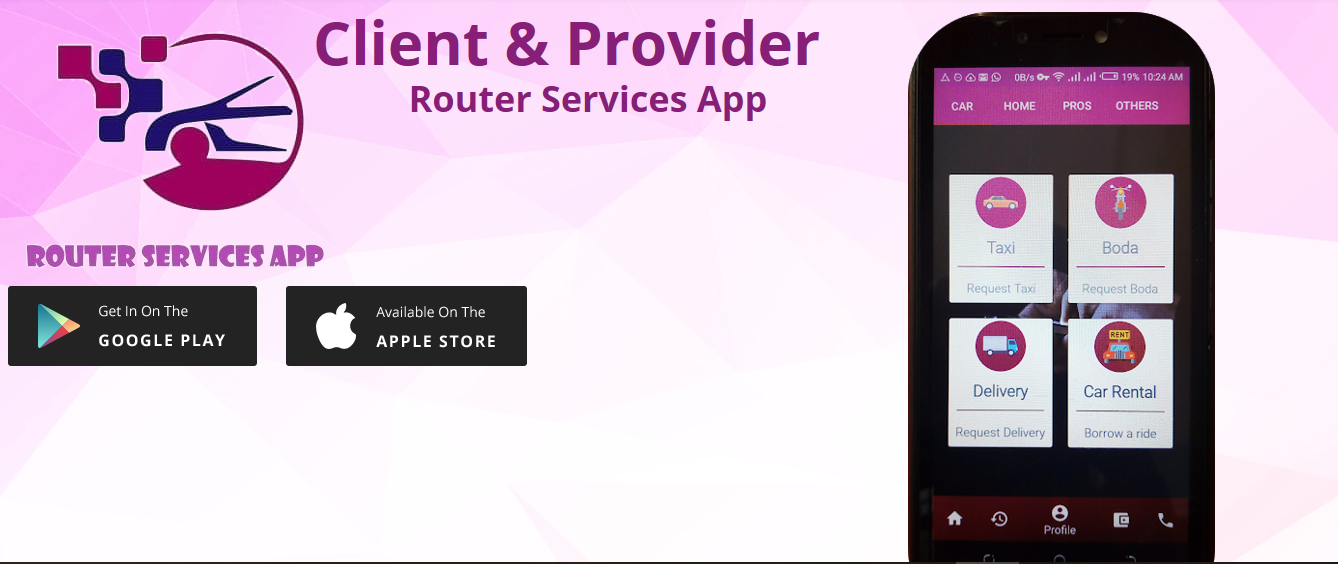 Client & Provider
Router Services App
ROUTER SERVICES APP
Get In On The
GOOGLE PLAY
Available On The
APPLE STORE
0B/s 19% 10:24 AM
CAR HOME PROS OTHERS
Taxi
Request Taxi
Boda
Request Boda
Delivery
Request Delivery
RENT
Car Rental
Borrow a ride
Profile